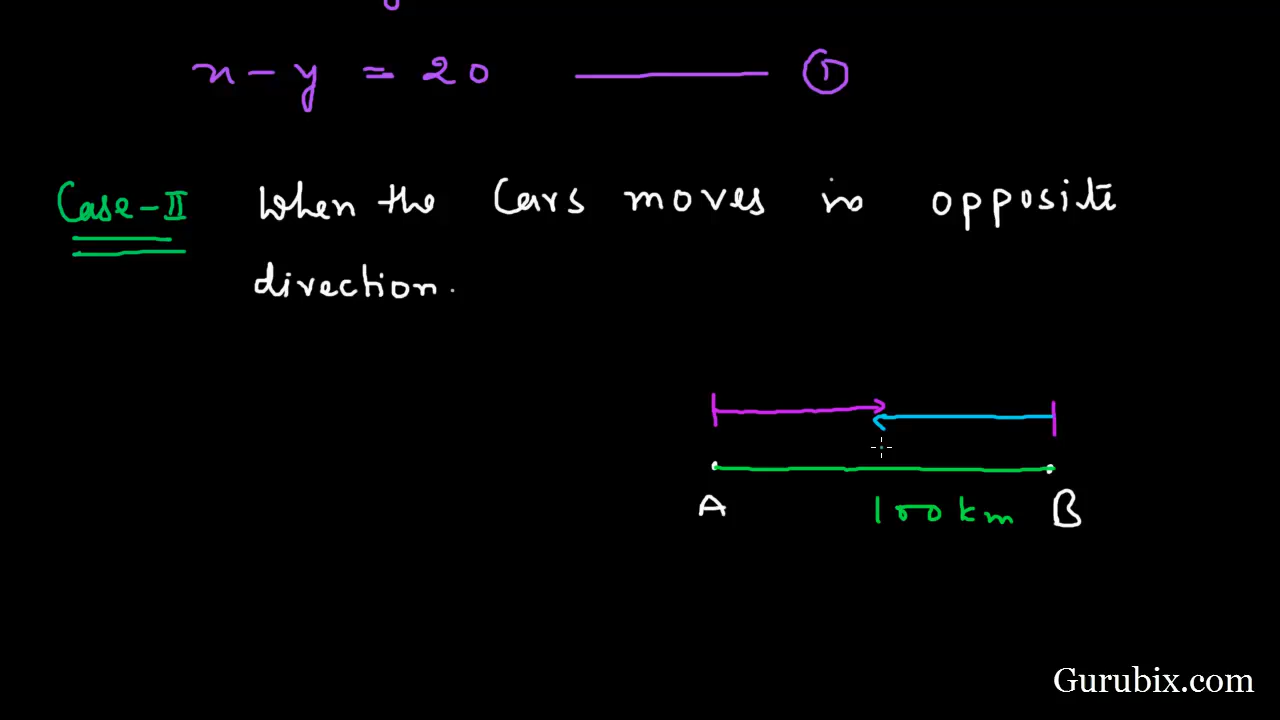 x - y = 20 ——— ①
Case-II When the Cars moves in opposite
direction.
A 100 km B
Gurubix.com